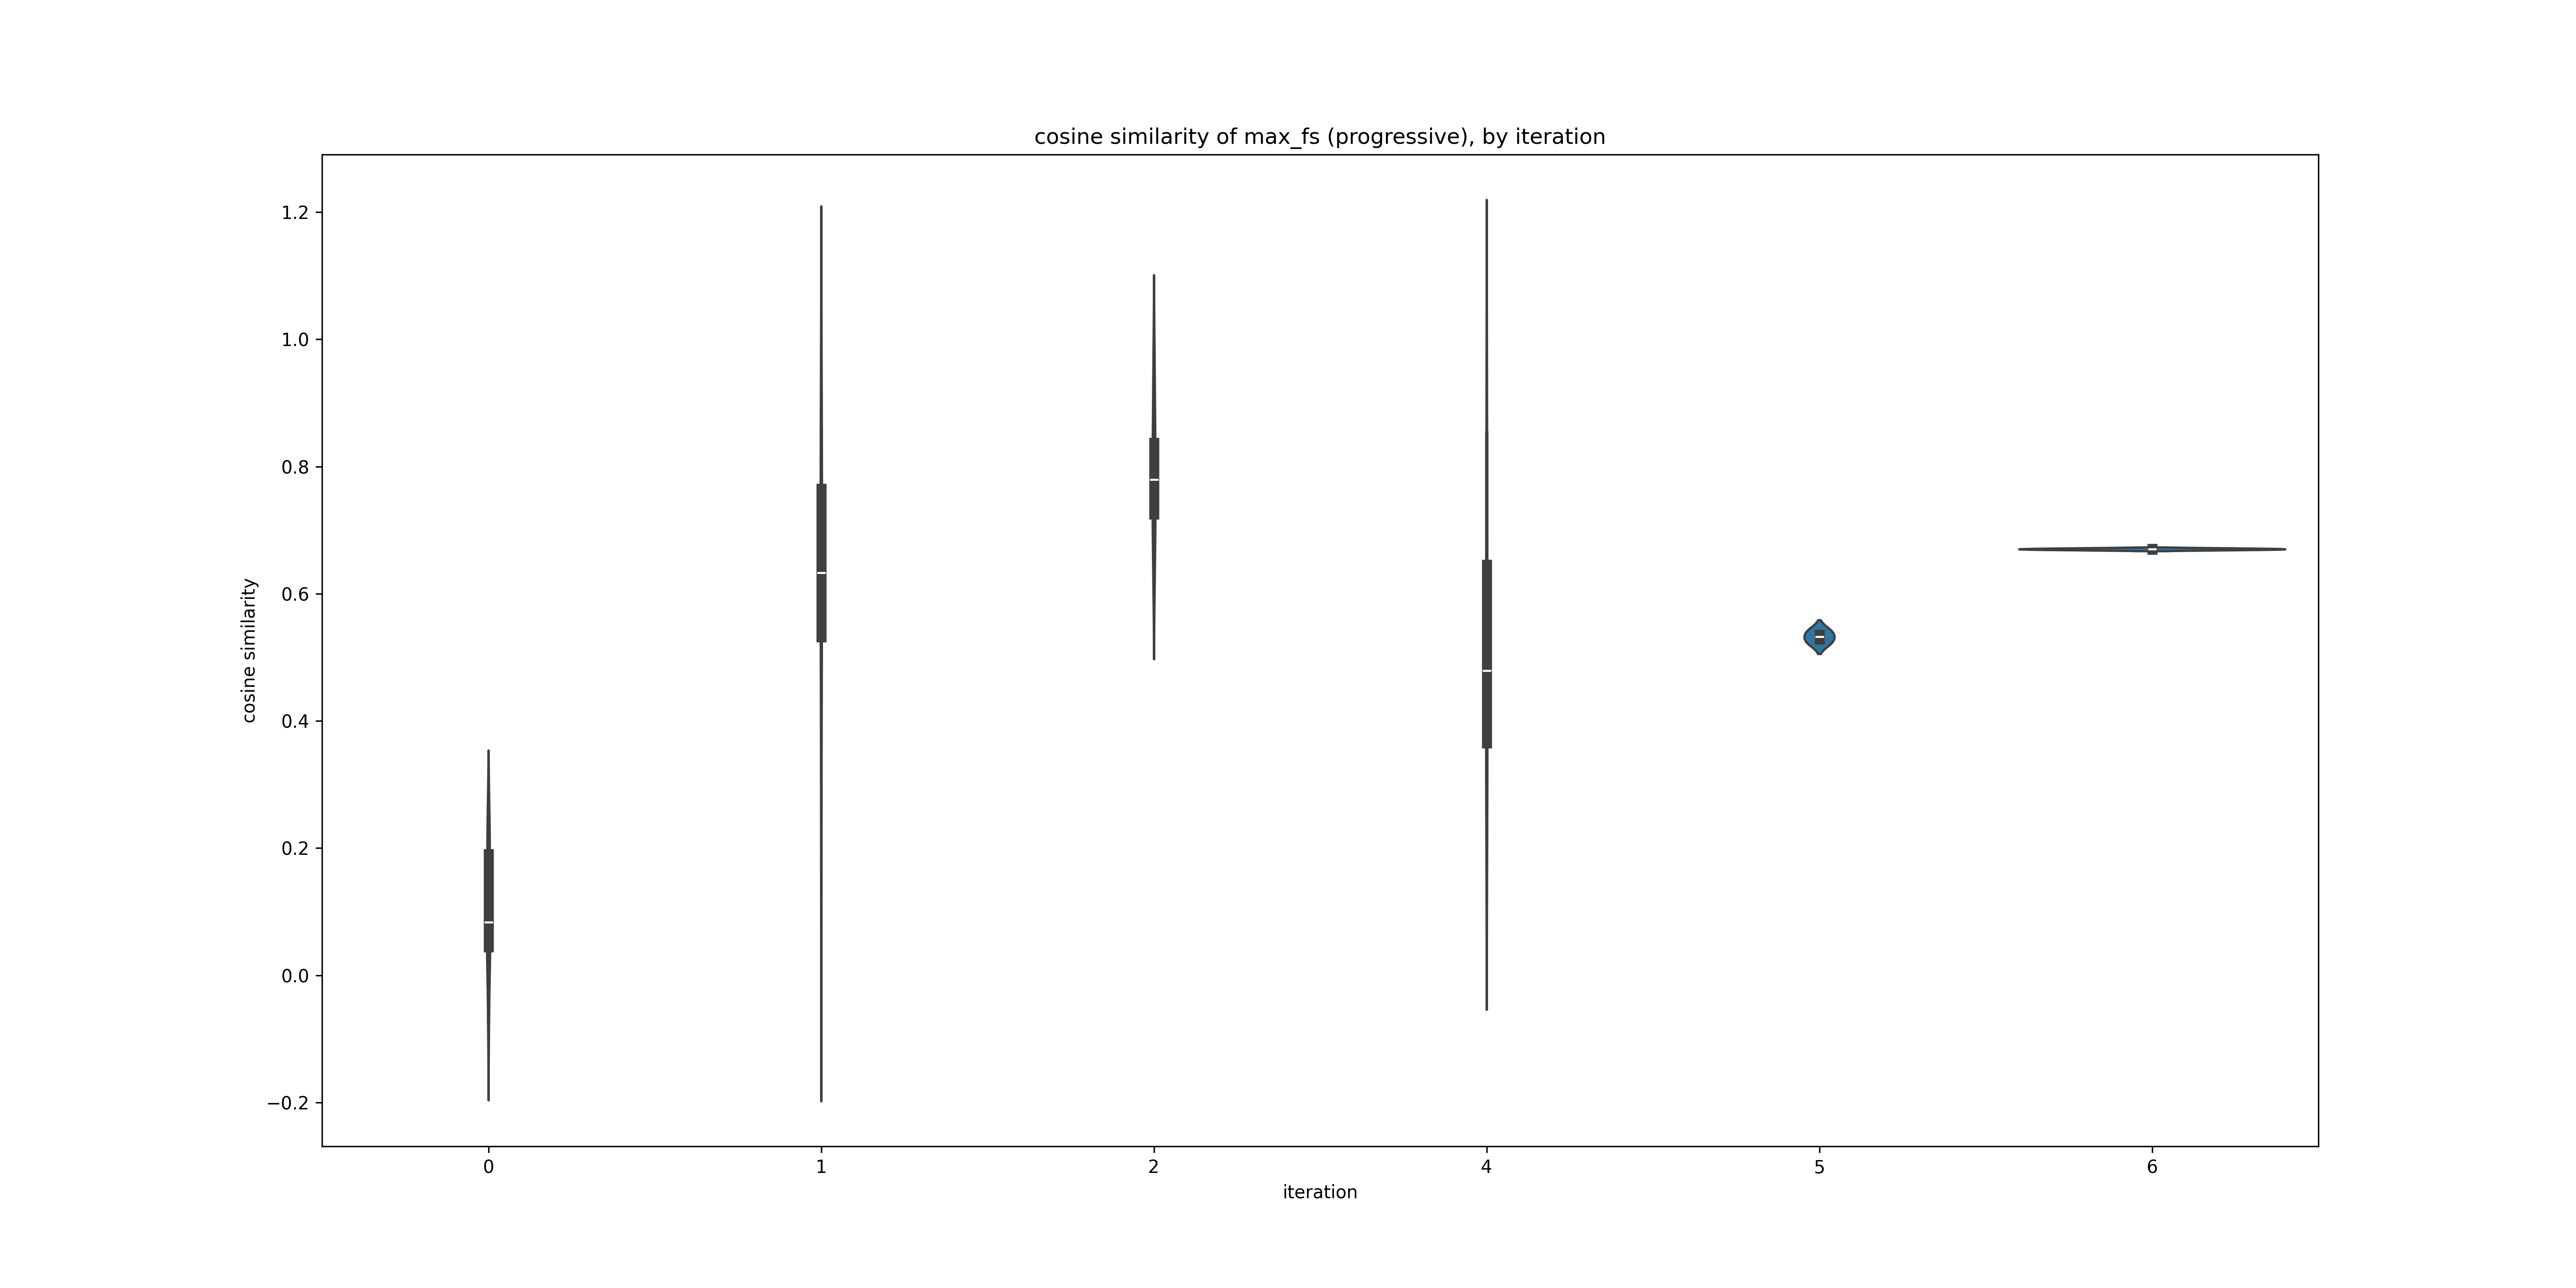 cosine similarity of max_fs (progressive), by iteration
1.2
1.0
0.8
0.6
0.4
0.2
0.0
−0.2
cosine similarity
0 1 2 4 5 6
iteration